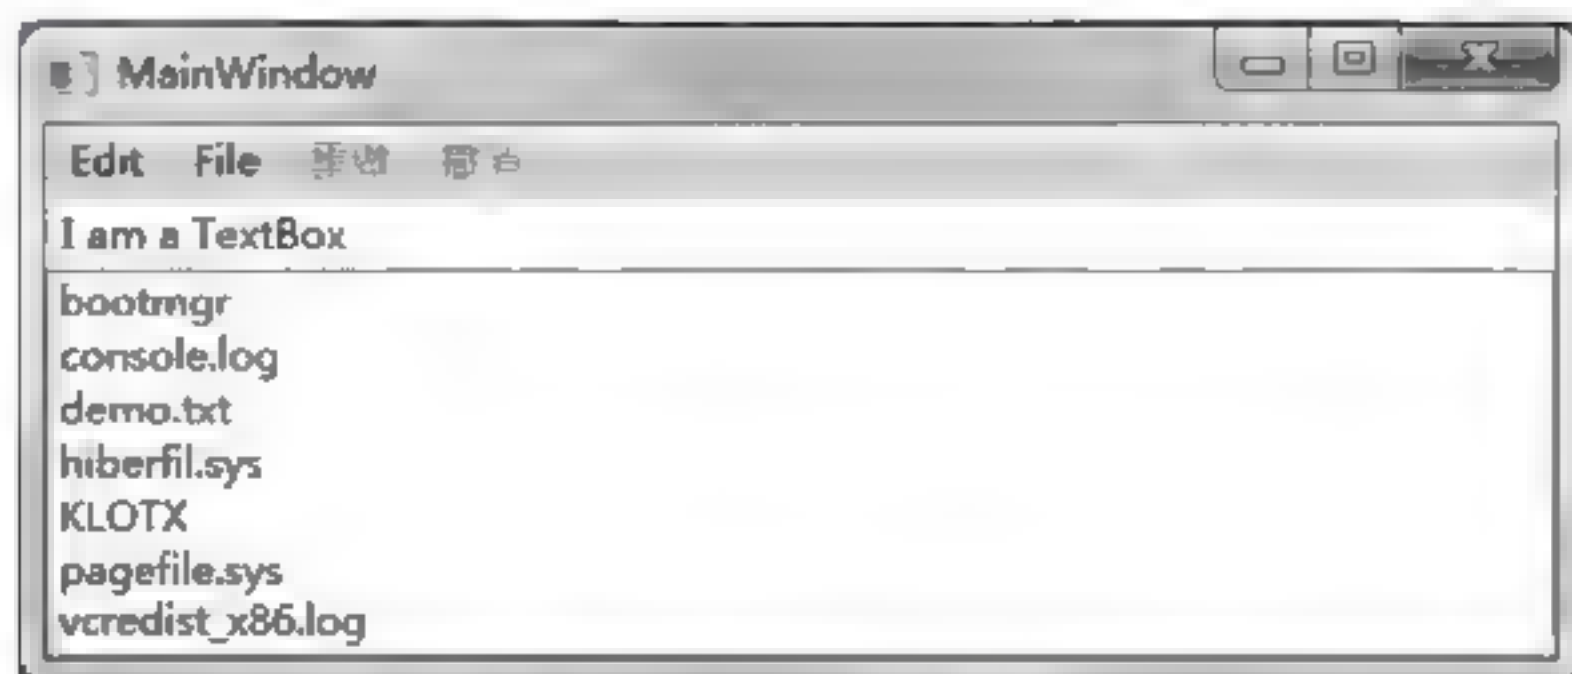 MainWindow
Edit File
I am a TextBox
bootmgr
console.log
demo.txt
hiberfil.sys
KLOTX
pagefile.sys
vcredist_x86.log